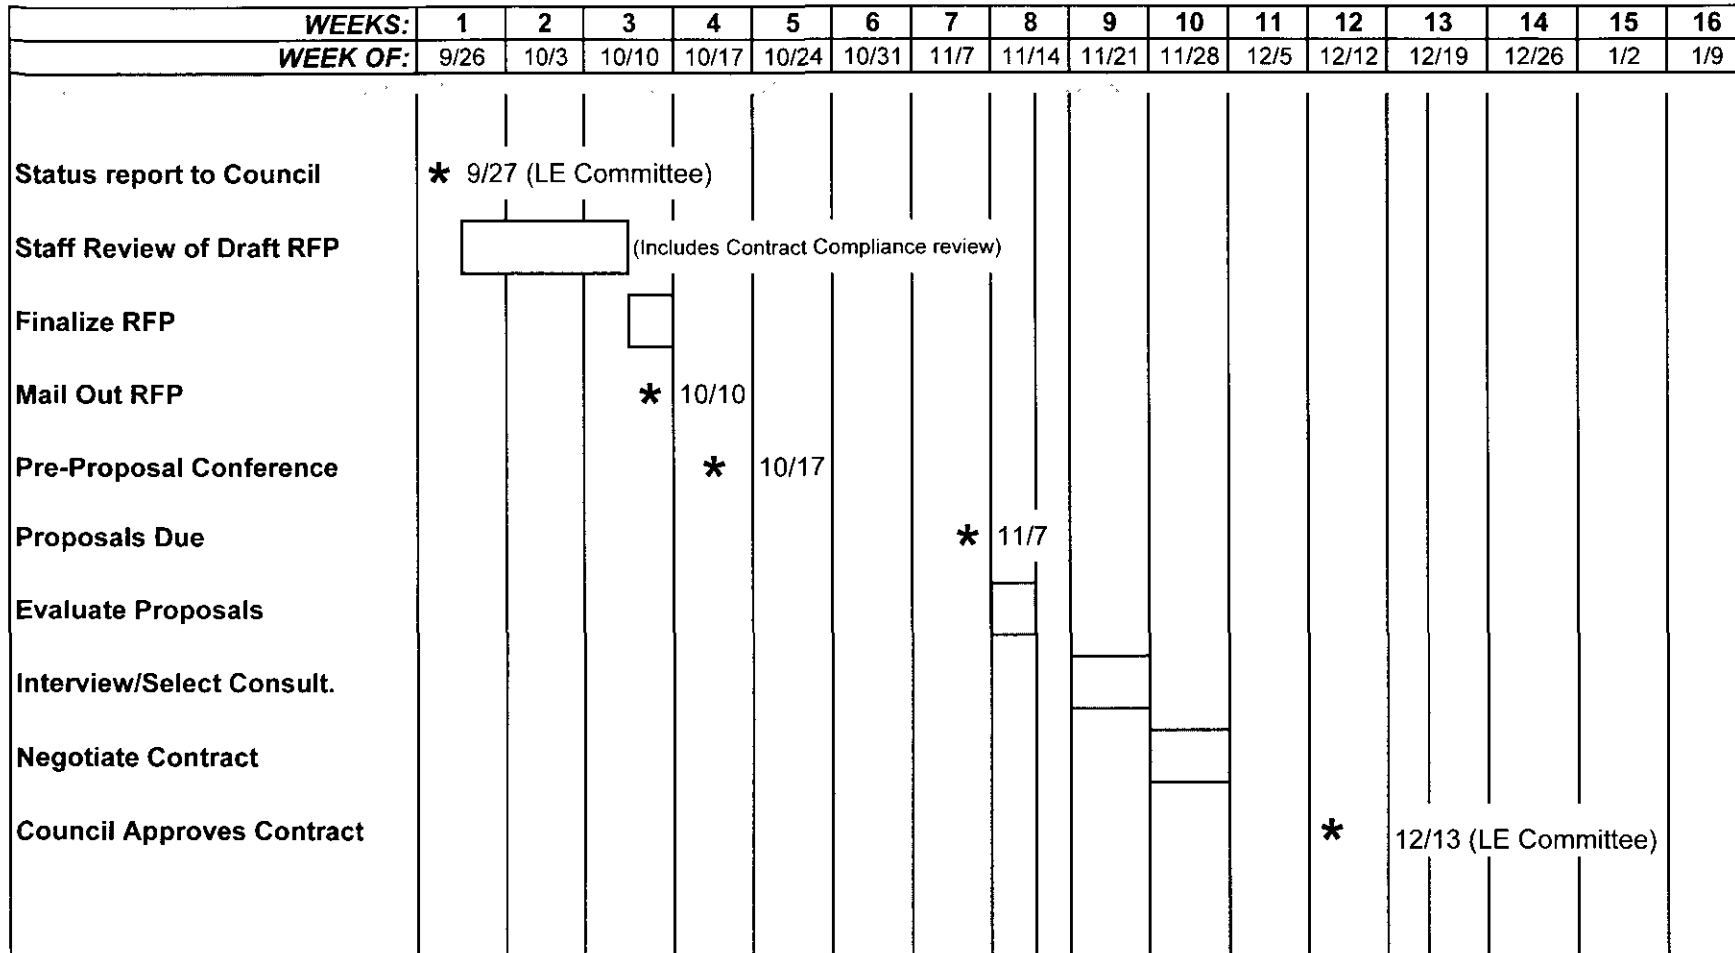 WEEKS: 1 2 3 4 5 6 7 8 9 10 11 12 13 14 15 16
WEEK OF: 9/26 10/3 10/10 10/17 10/24 10/31 11/7 11/14 11/21 11/28 12/5 12/12 12/19 12/26 1/2 1/9
Status report to Council * 9/27 (LE Committee)
Staff Review of Draft RFP (Includes Contract Compliance review)
Finalize RFP
Mail Out RFP * 10/10
Pre-Proposal Conference * 10/17
Proposals Due * 11/7
Evaluate Proposals
Interview/Select Consult.
Negotiate Contract
Council Approves Contract * 12/13 (LE Committee)